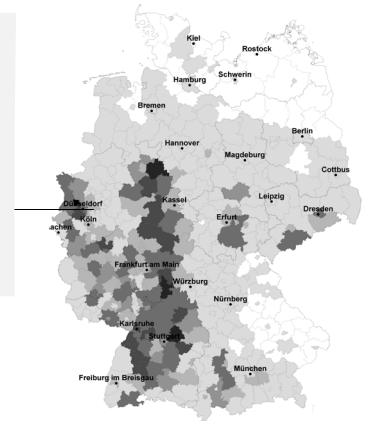 Kiel
Rostock
Hamburg
Schwerin
Bremen
Berlin
Hannover
Magdeburg
Cottbus
Düsseldorf
Kassel
Leipzig
Dresden
Erfurt
Köln
achen
Frankfurt am Main
Würzburg
Nürnberg
Karlsruhe
Stuttgart
München
Freiburg im Breisgau